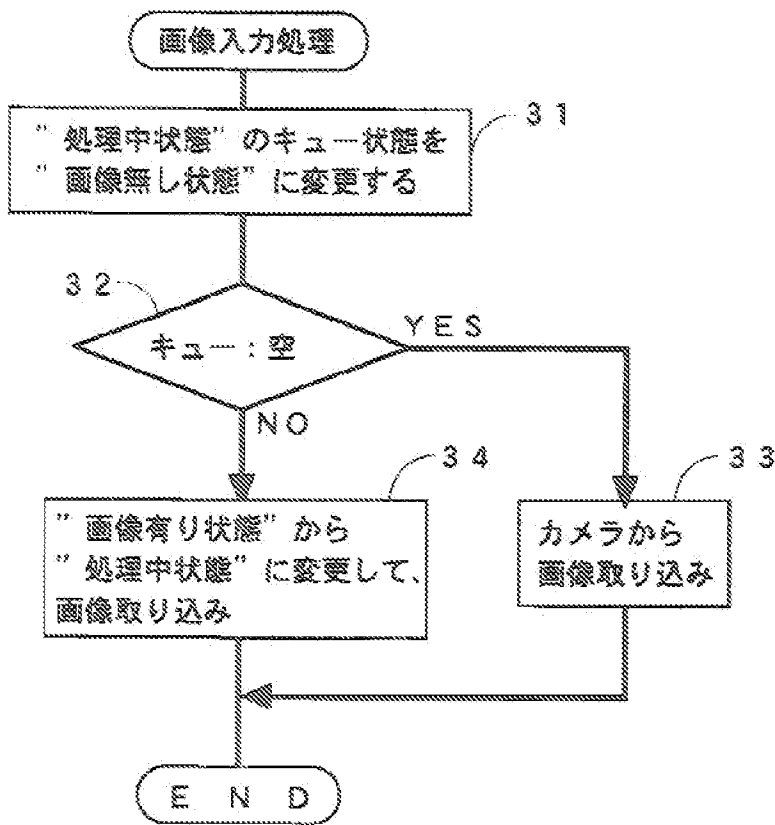 画像入力処理
３１
”処理中状態”のキュー状態を
”画像無し状態”に変更する
３２
キュー：空
ＹＥＳ
ＮＯ
３４
”画像有り状態”から
”処理中状態”に変更して、
画像取り込み
３３
カメラから
画像取り込み
ＥＮＤ